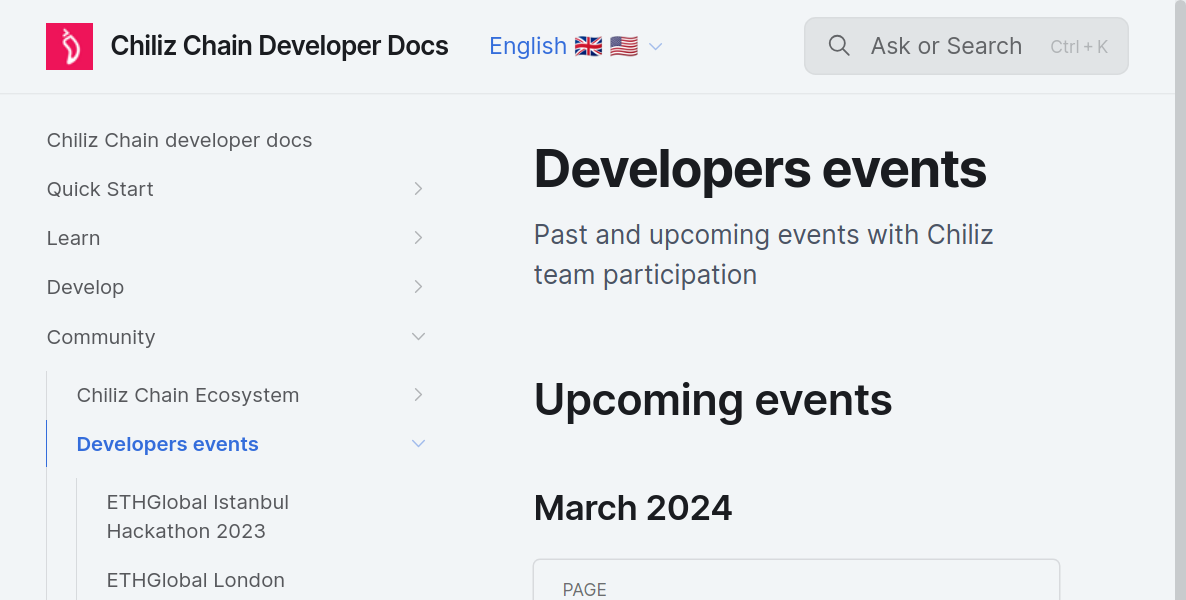 Chiliz Chain Developer Docs
English 🇬🇧 🇺🇸
Ask or Search Ctrl + K
Chiliz Chain developer docs
Quick Start
Learn
Develop
Community
Chiliz Chain Ecosystem
Developers events
ETHGlobal Istanbul
Hackathon 2023
ETHGlobal London
Developers events
Past and upcoming events with Chiliz
team participation
Upcoming events
March 2024
PAGE